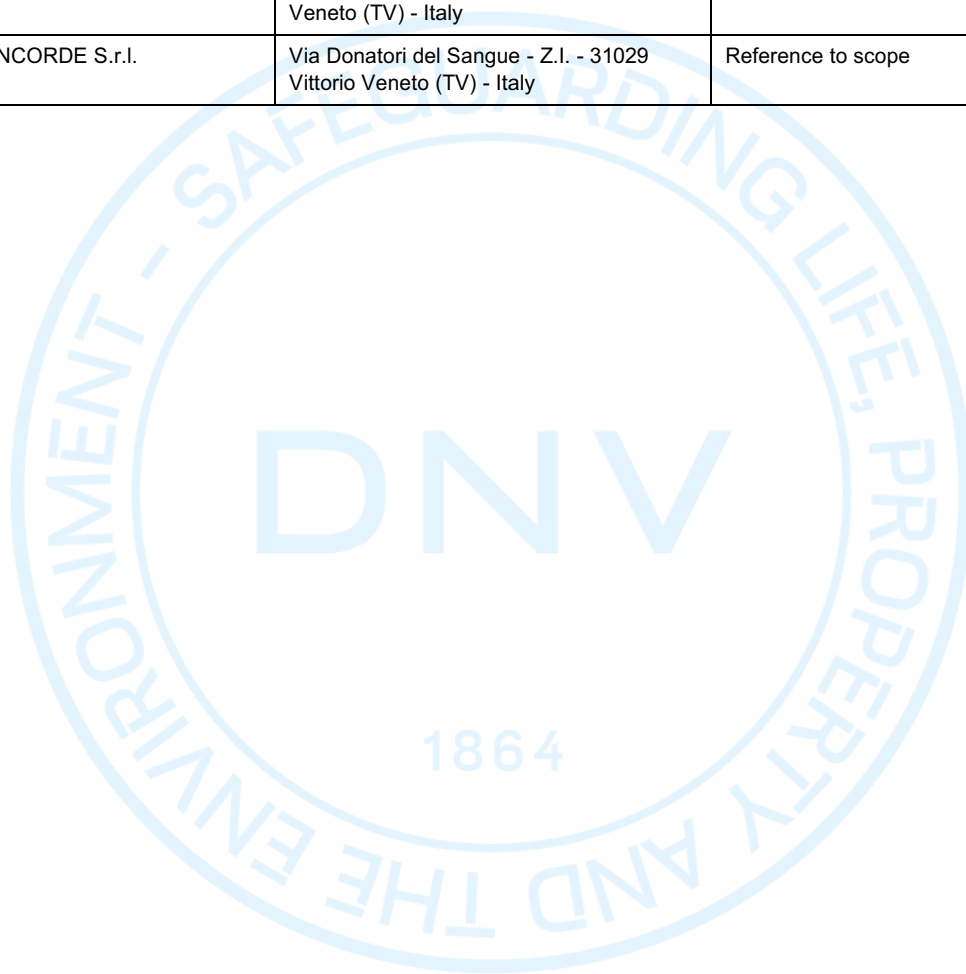 Veneto (TV) - Italy
NCORDE S.r.l.
Via Donatori del Sangue - Z.I. - 31029
Vittorio Veneto (TV) - Italy
Reference to scope
SAFEGUARDING LIFE, PROPERTY AND THE ENVIRONMENT -
DNV
1864